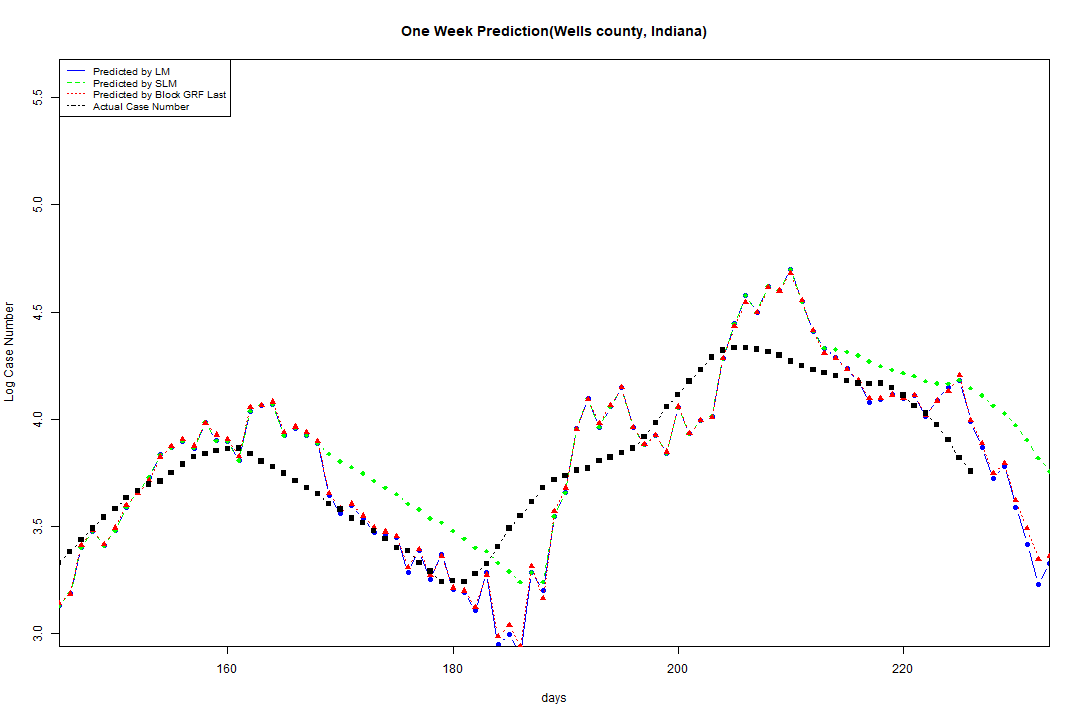 One Week Prediction(Wells county, Indiana)
Predicted by LM
Predicted by SLM
Predicted by Block GRF Last
Actual Case Number
5.5
5.0
4.5
4.0
3.5
3.0
Log Case Number
160 180 200 220
days